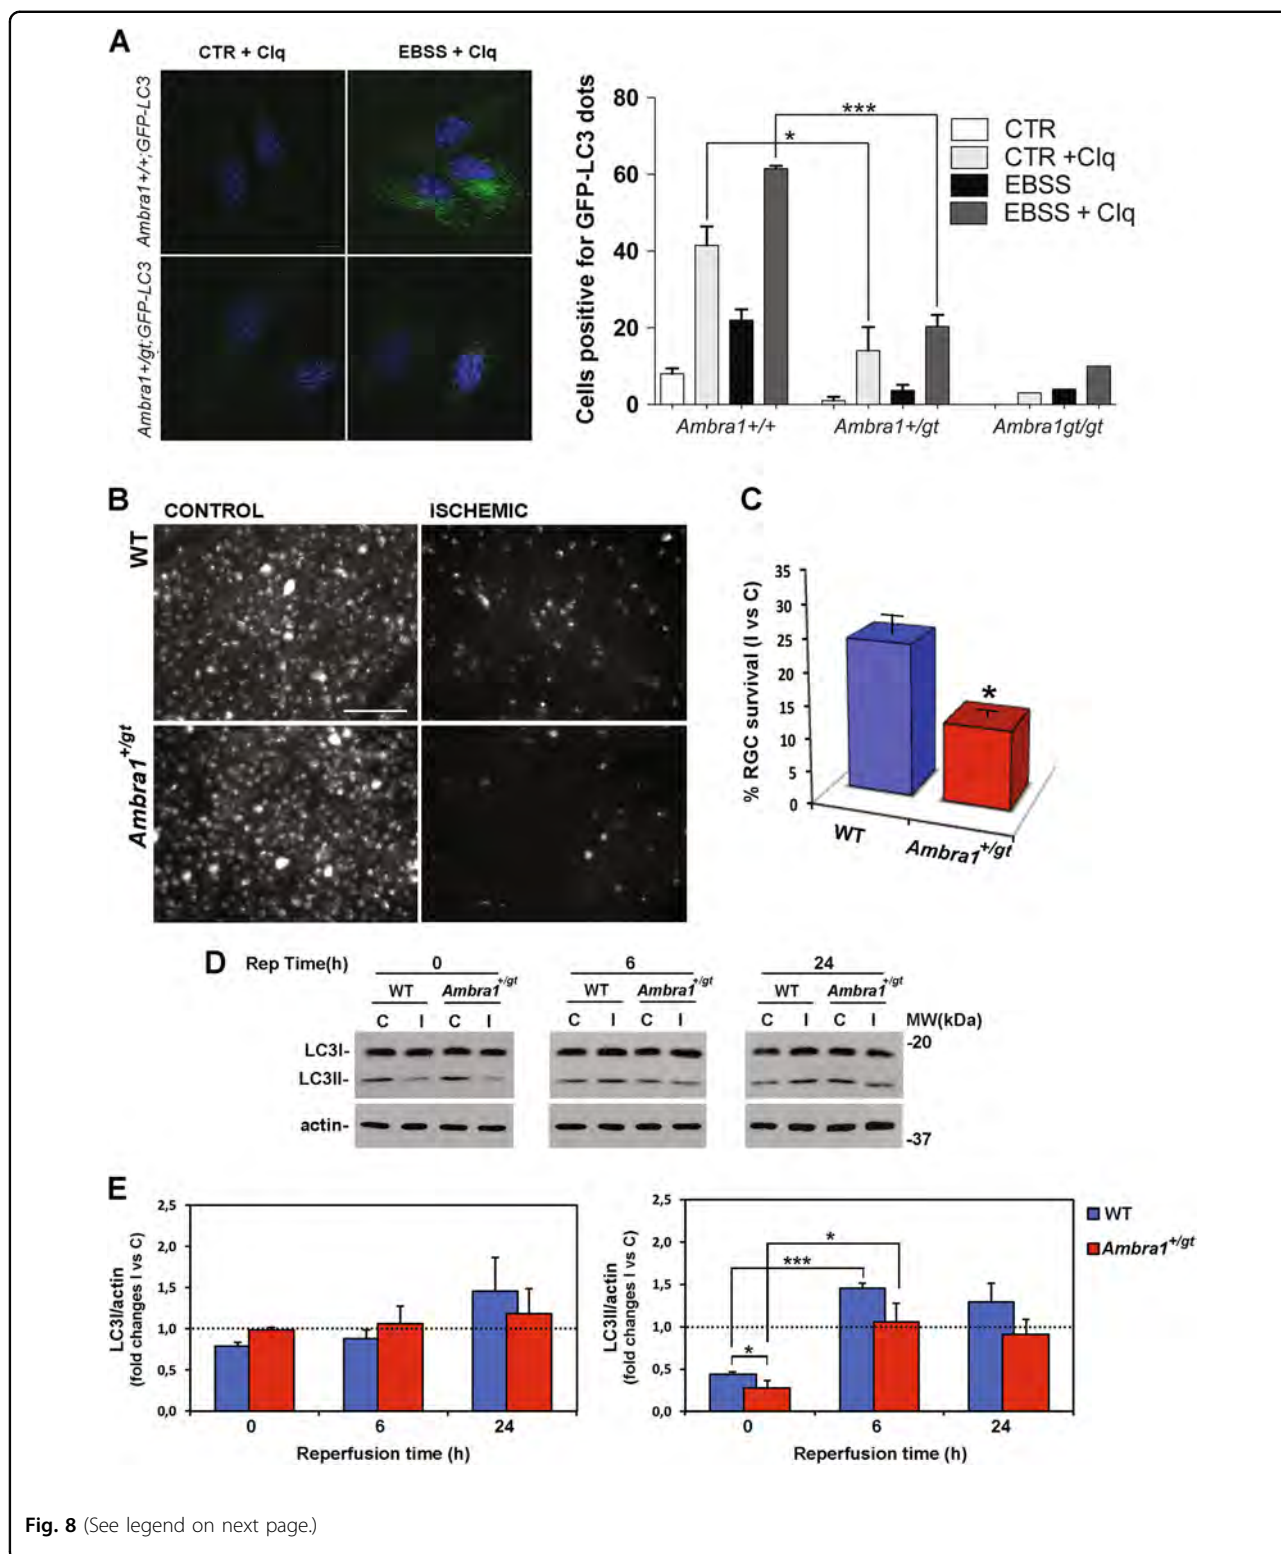 A
CTR + Clq
EBSS + Clq
Ambra1+/+;GFP-LC3
Ambra1+/gt;GFP-LC3
Cells positive for GFP-LC3 dots
80
60
40
20
0
*
***
CTR
CTR +Clq
EBSS
EBSS + Clq
Ambra1+/+
Ambra1+/gt
Ambra1gt/gt
B
CONTROL
ISCHEMIC
WT
Ambra1+/gt
C
% RGC survival (I vs C)
35
30
25
20
15
10
5
0
*
WT
Ambra1+/gt
D
Rep Time(h)
0
6
24
WT
Ambra1+/gt
WT
Ambra1+/gt
WT
Ambra1+/gt
C I C I
C I C I
C I C I
MW(kDa)
LC3I-
-20
LC3II-
actin-
-37
E
LC3I/actin
(fold changes I vs C)
2,5
2,0
1,5
1,0
0,5
0,0
0
6
24
Reperfusion time (h)
LC3II/actin
(fold changes I vs C)
2,5
2,0
1,5
1,0
0,5
0,0
*
***
*
0
6
24
Reperfusion time (h)
WT
Ambra1+/gt
Fig. 8 (See legend on next page.)